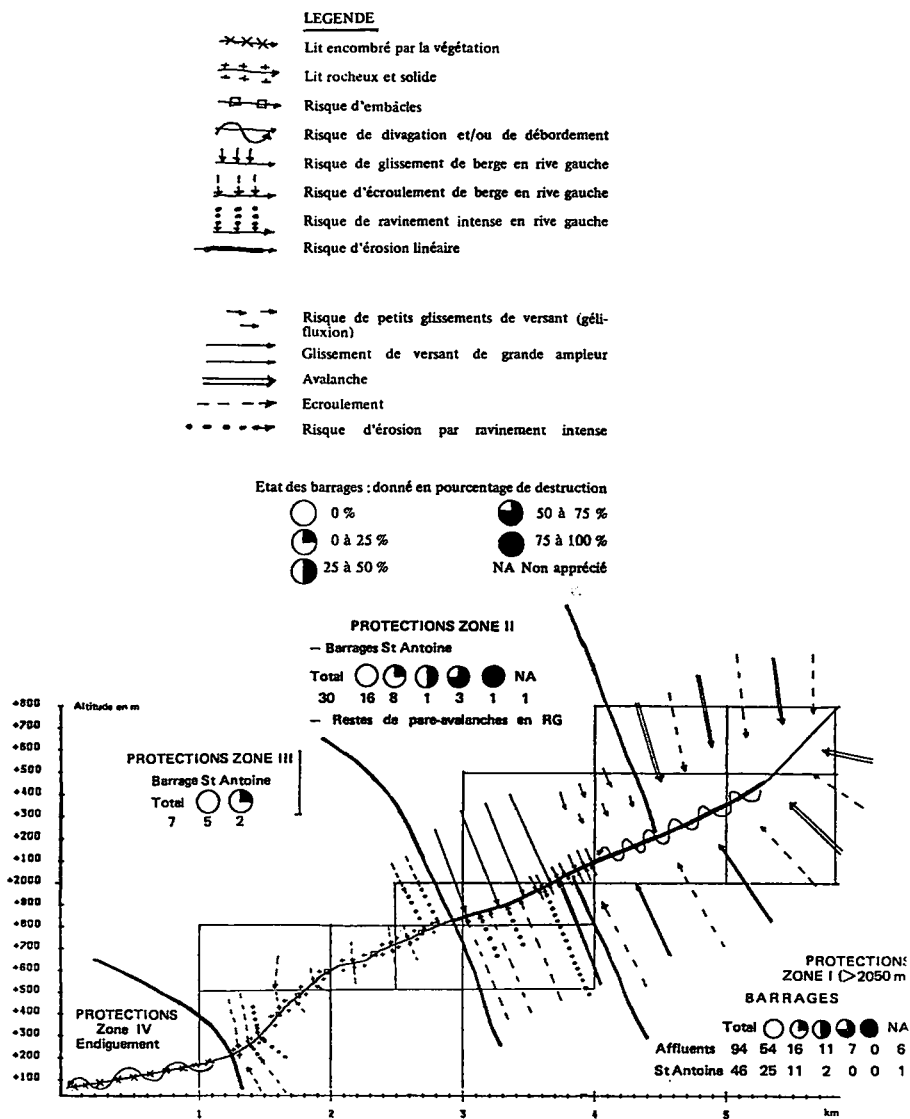 LEGENDE
Lit encombré par la végétation
Lit rocheux et solide
Risque d'embâcles
Risque de divagation et/ou de débordement
Risque de glissement de berge en rive gauche
Risque d'écroulement de berge en rive gauche
Risque de ravinement intense en rive gauche
Risque d'érosion linéaire
Risque de petits glissements de versant (géli-
fluxion)
Glissement de versant de grande ampleur
Avalanche
Ecroulement
Risque d'érosion par ravinement intense
Etat des barrages : donné en pourcentage de destruction
0 % 50 à 75 %
0 à 25 % 75 à 100 %
25 à 50 % NA Non apprécié
PROTECTIONS ZONE II
— Barrages St Antoine
Total NA
30 16 8 1 3 1 1
— Restes de pare-avalanches en RG
PROTECTIONS ZONE III
Barrage St Antoine
Total
7 5 2
Altitude en m
+800
+700
+600
+500
+400
+300
+200
+100
+2000
+800
+700
+600
+500
+400
+300
+200
+100
PROTECTIONS
Zone IV
Endiguement
PROTECTIONS
ZONE I (>2050 m
BARRAGES
Total NA
Affluents 94 54 16 11 7 0 6
St Antoine 46 25 11 2 0 0 1
1 2 3 4 5 km